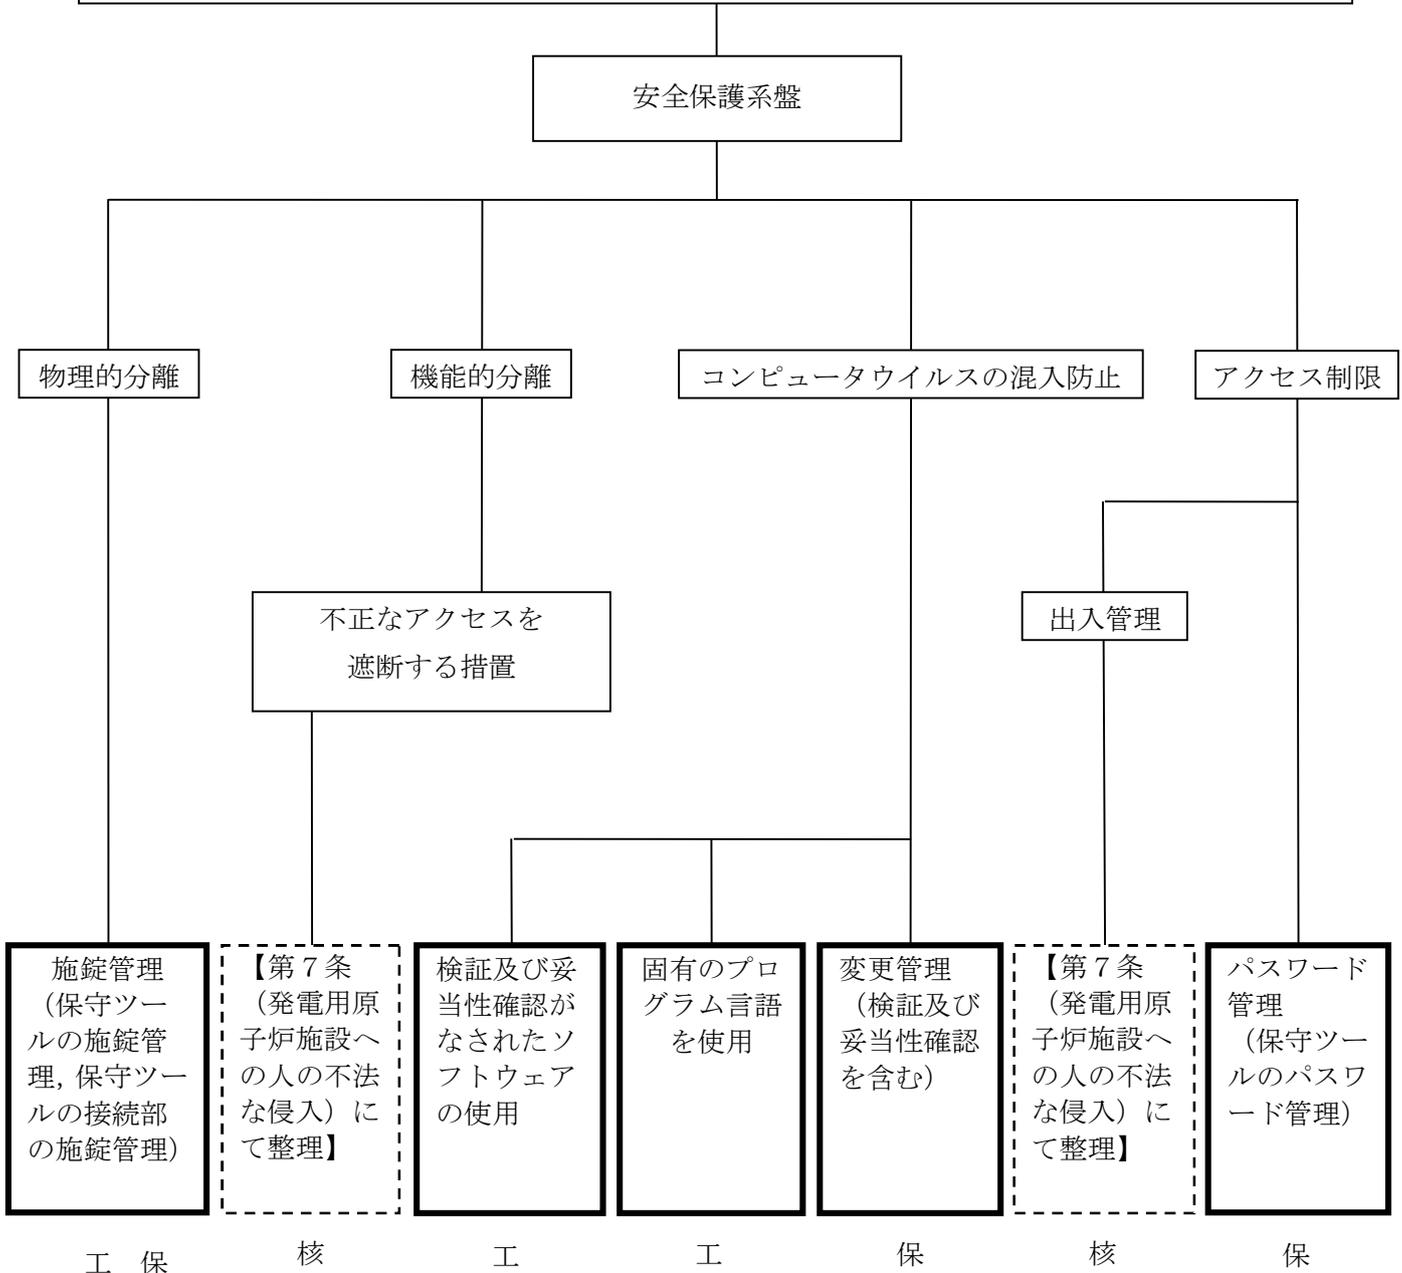 安全保護系盤
物理的分離
機能的分離
コンピュータウイルスの混入防止
アクセス制限
不正なアクセスを
遮断する措置
出入管理
施錠管理
（保守ツー
ルの施錠管
理，保守ツー
ルの接続部
の施錠管理）
【第７条
（発電用原
子炉施設へ
の人の不法
な侵入）に
て整理】
検証及び妥
当性確認が
なされたソ
フトウェア
の使用
固有のプロ
グラム言語
を使用
変更管理
（検証及び
妥当性確認
を含む）
【第７条
（発電用原
子炉施設へ
の人の不法
な侵入）に
て整理】
パスワード
管理
（保守ツー
ルのパスワ
ード管理）
工　保
核
工
工
保
核
保